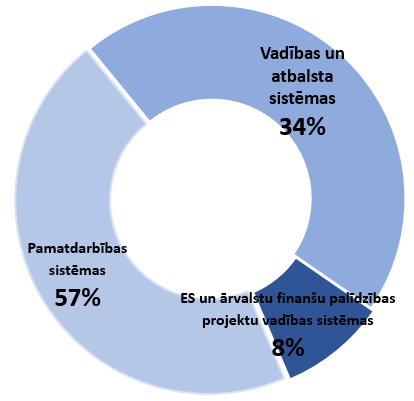 Vadības un
atbalsta
sistēmas
34%
Pamatdarbības
sistēmas
57%
ES un ārvalstu finanšu palīdzības
projektu vadības sistēmas
8%